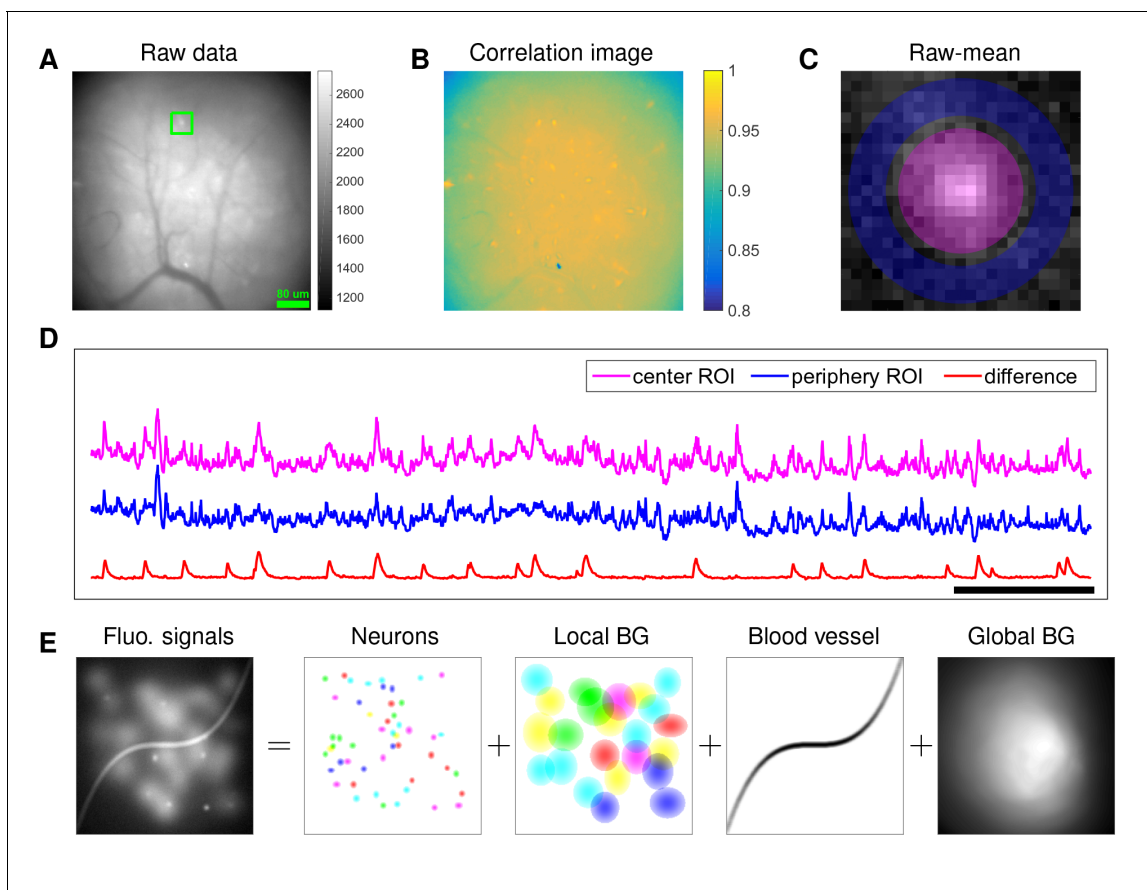 A
Raw data
2600
2400
2200
2000
1800
1600
1400
1200
80 um
B
Correlation image
1
0.95
0.9
0.85
0.8
C
Raw-mean
D
center ROI periphery ROI difference
E
Fluo. signals
=
Neurons
+
Local BG
+
Blood vessel
+
Global BG